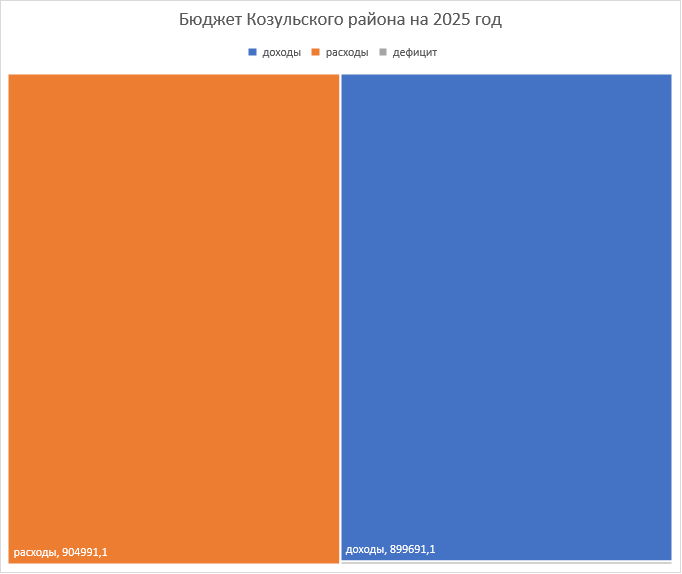 Бюджет Козульского района на 2025 год
доходы расходы дефицит
расходы, 904991,1
доходы, 899691,1